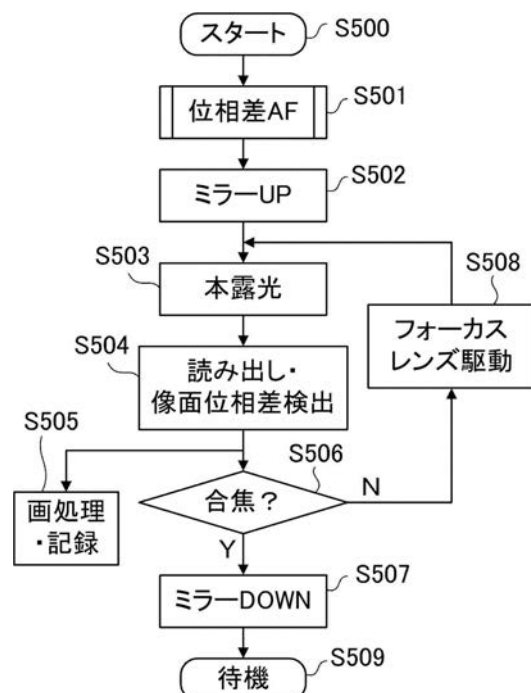 スタート
S500
位相差AF
S501
ミラーUP
S502
S503
本露光
S508
フォーカス
レンズ駆動
S504
読み出し・
像面位相差検出
S505
画処理
・記録
S506
合焦？
N
Y
S507
ミラーDOWN
S509
待機